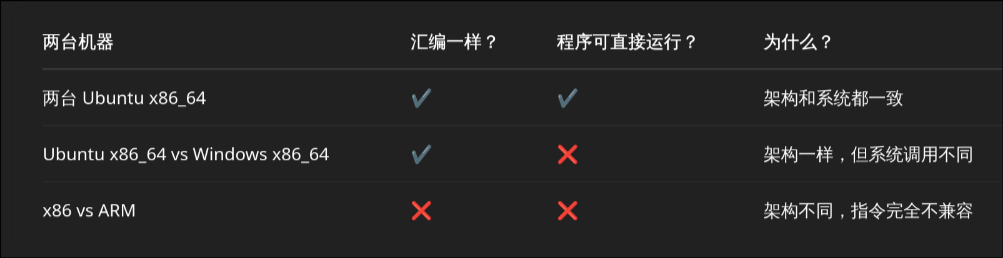 两台机器 汇编一样？ 程序可直接运行？ 为什么？
两台 Ubuntu x86_64 ✔ ✔ 架构和系统都一致
Ubuntu x86_64 vs Windows x86_64 ✔ ❌ 架构一样，但系统调用不同
x86 vs ARM ❌ ❌ 架构不同，指令完全不兼容